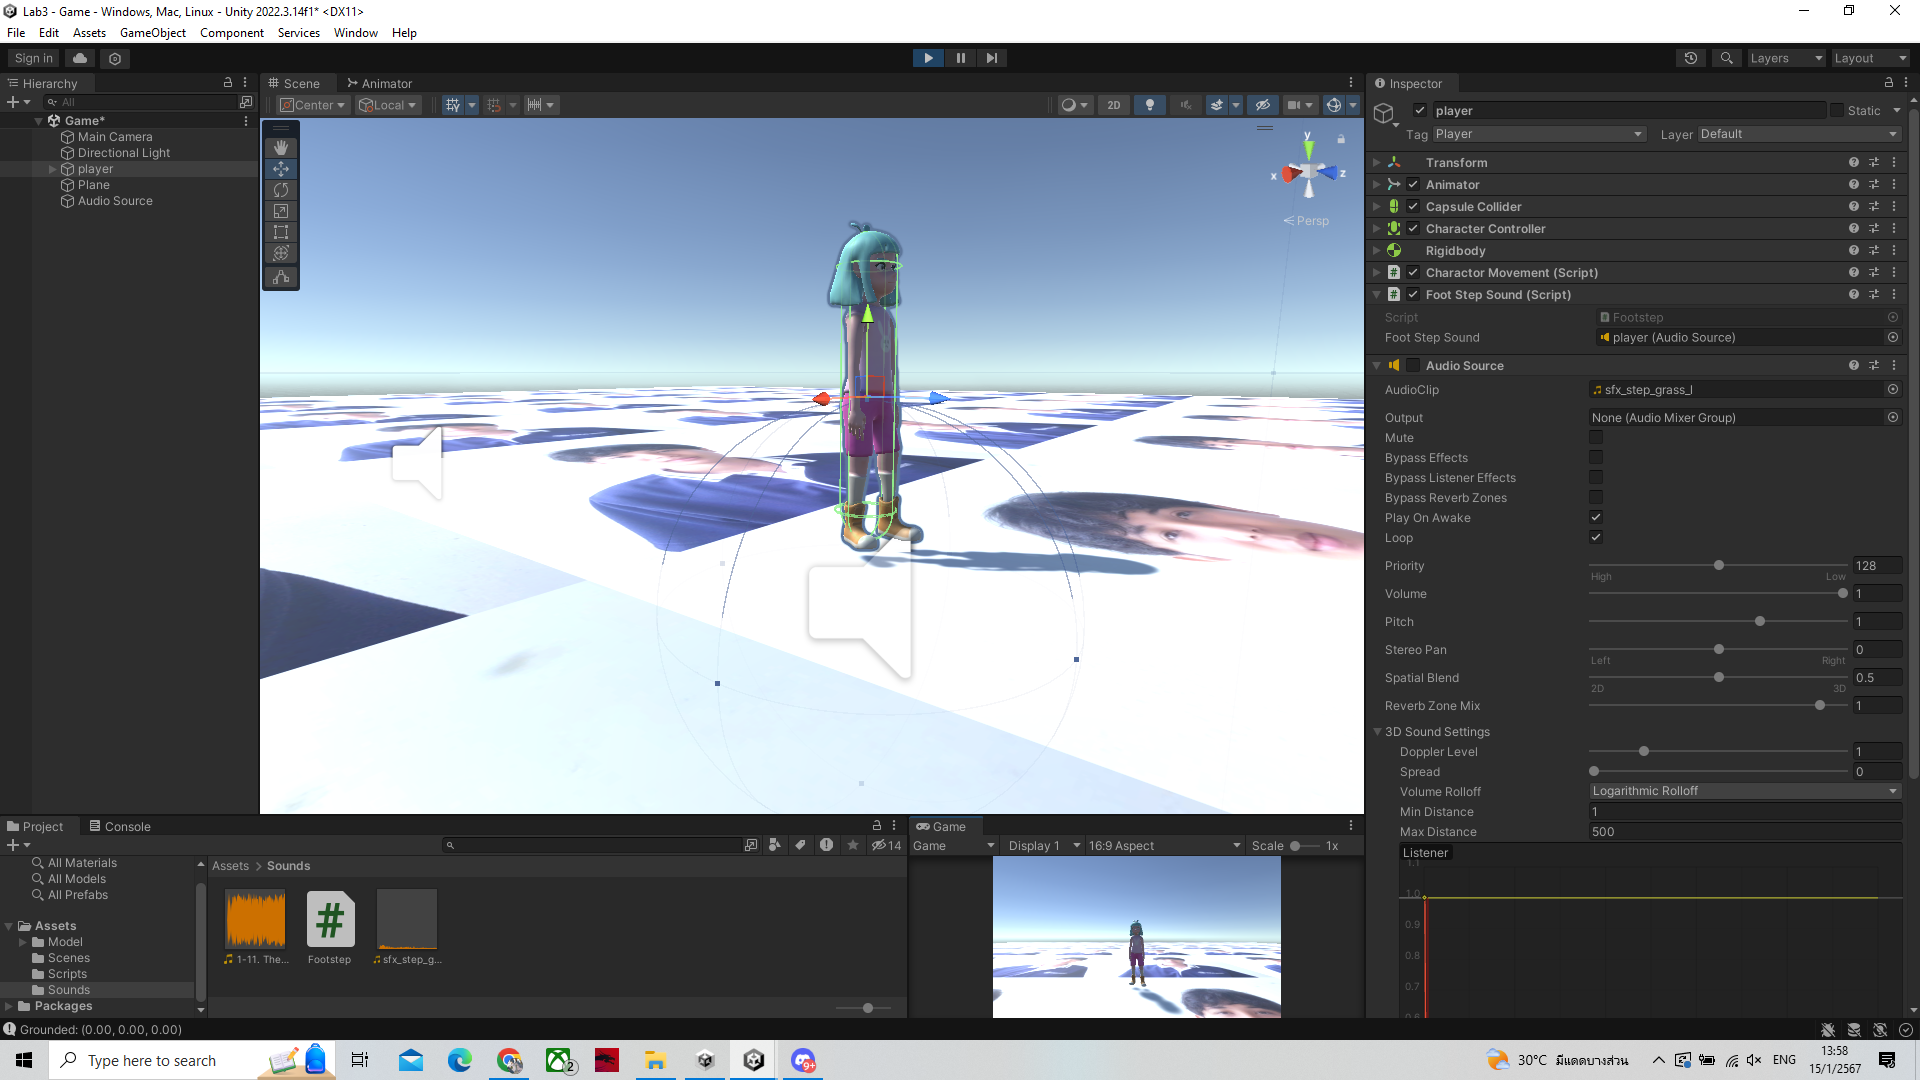 Lab3 - Game - Windows, Mac, Linux - Unity 2022.3.14f1* <DX11>
File Edit Assets GameObject Component Services Window Help
Sign in
Layers
Layout
Hierarchy
All
Game*
Main Camera
Directional Light
player
Plane
Audio Source
Scene
Animator
Center
Local
2D
y
x
z
Persp
Inspector
player
Static
Tag Player
Layer Default
Transform
Animator
Capsule Collider
Character Controller
Rigidbody
Charactor Movement (Script)
Foot Step Sound (Script)
Script Footstep
Foot Step Sound player (Audio Source)
Audio Source
AudioClip sfx_step_grass_l
Output None (Audio Mixer Group)
Mute
Bypass Effects
Bypass Listener Effects
Bypass Reverb Zones
Play On Awake
Loop
Priority 128
High Low
Volume 1
Pitch 1
Stereo Pan 0
Left Right
Spatial Blend 0.5
2D 3D
Reverb Zone Mix 1
3D Sound Settings
Doppler Level 1
Spread 0
Volume Rolloff Logarithmic Rolloff
Min Distance 1
Max Distance 500
Listener
1.1
1.0
0.9
0.8
0.7
Project
Console
14
All Materials
All Models
All Prefabs
Assets
Model
Scenes
Scripts
Sounds
Packages
Assets > Sounds
1-11. The...
Footstep
sfx_step_g...
Game
Game Display 1 16:9 Aspect Scale 1x
Grounded: (0.00, 0.00, 0.00)
Type here to search
2
9+
30°C มีแดดบางส่วน
ENG
13:58
15/1/2567